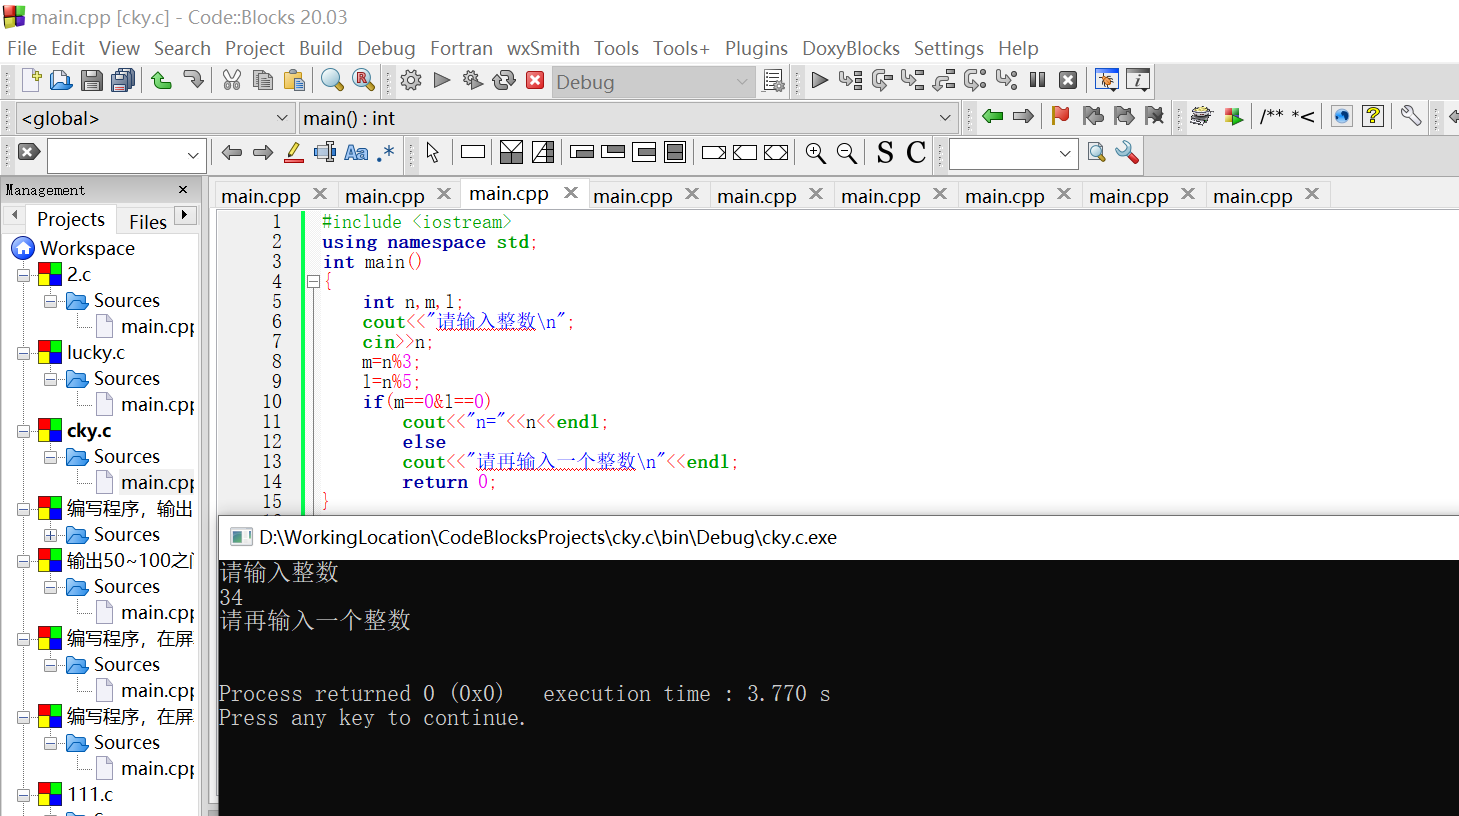 main.cpp [cky.c] - Code::Blocks 20.03
File Edit View Search Project Build Debug Fortran wxSmith Tools Tools+ Plugins DoxyBlocks Settings Help
Debug
<global> main() : int /** *<
Aa .* S C
Management
Projects Files
main.cpp main.cpp main.cpp main.cpp main.cpp main.cpp main.cpp main.cpp main.cpp
Workspace
2.c
Sources
main.cpp
lucky.c
Sources
main.cpp
cky.c
Sources
main.cpp
编写程序，输出
Sources
输出50~100之间
Sources
main.cpp
编写程序，在屏
Sources
main.cpp
编写程序，在屏
Sources
main.cpp
111.c
1 #include <iostream>
2 using namespace std;
3 int main()
4 {
5 int n,m,l;
6 cout<<"请输入整数\n";
7 cin>>n;
8 m=n%3;
9 l=n%5;
10 if(m==0&l==0)
11 cout<<"n="<<n<<endl;
12 else
13 cout<<"请再输入一个整数\n"<<endl;
14 return 0;
15 }
D:\WorkingLocation\CodeBlocksProjects\cky.c\bin\Debug\cky.c.exe
请输入整数
34
请再输入一个整数
Process returned 0 (0x0) execution time : 3.770 s
Press any key to continue.